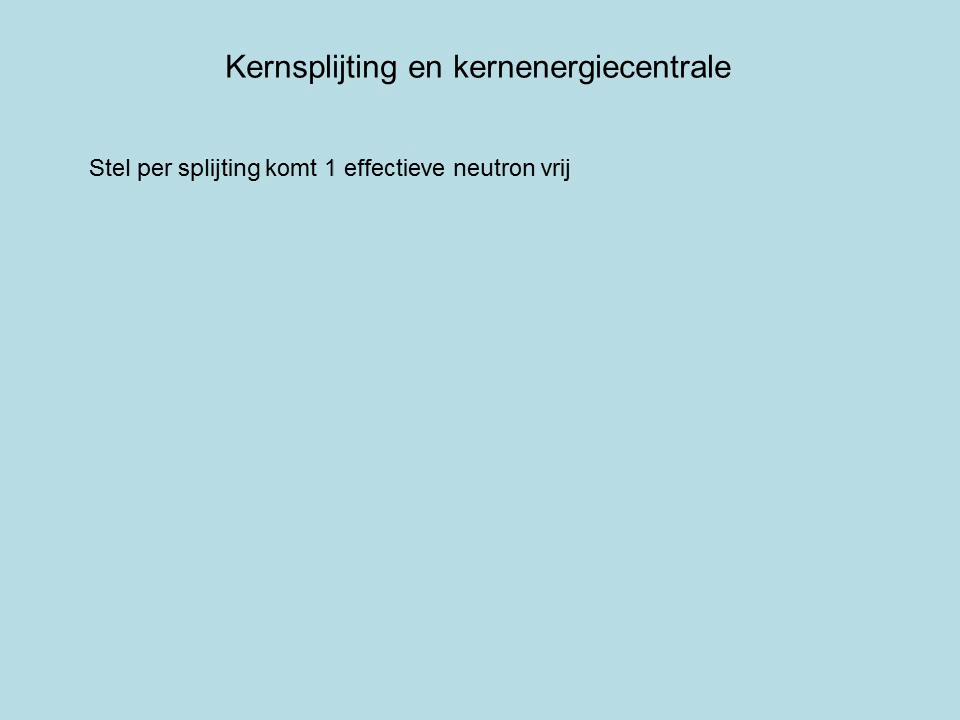 Kernsplijting en kernenergiecentrale
Stel per splijting komt 1 effectieve neutron vrij